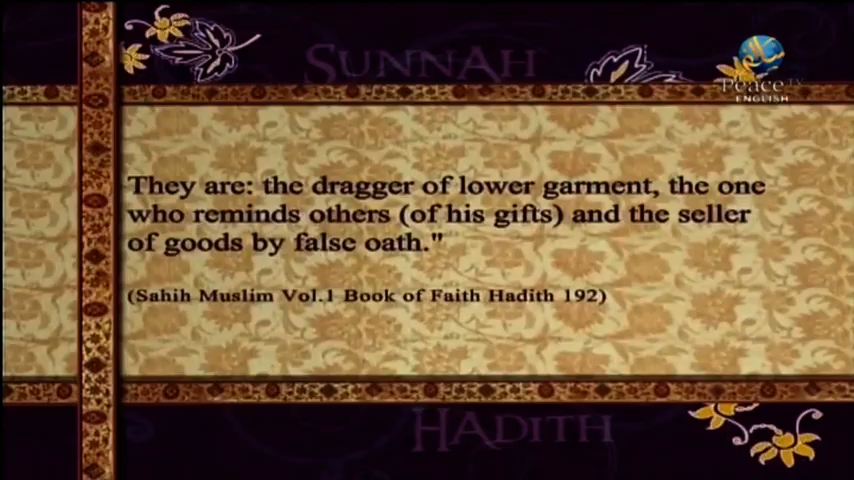 SUNNAH
Peace TV
ENGLISH
They are: the dragger of lower garment, the one
who reminds others (of his gifts) and the seller
of goods by false oath."
(Sahih Muslim Vol.1 Book of Faith Hadith 192)
HADITH